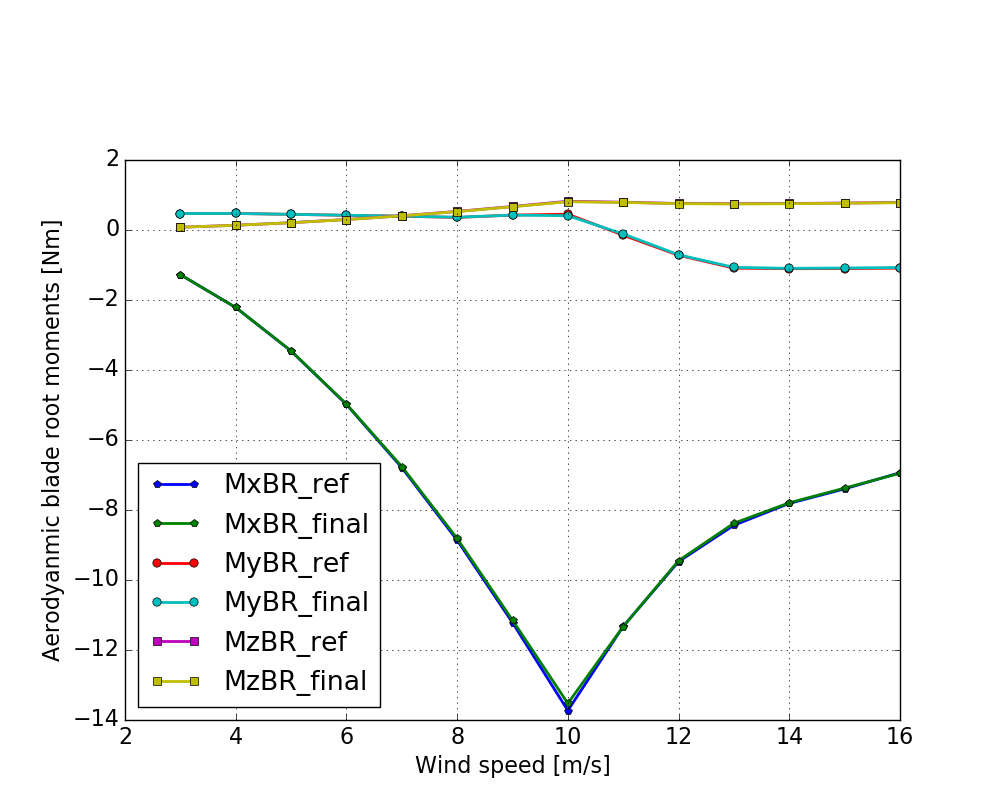 2
0
−2
−4
−6
−8
−10
−12
−14
Aerodyanmic blade root moments [Nm]
MxBR_ref
MxBR_final
MyBR_ref
MyBR_final
MzBR_ref
MzBR_final
2 4 6 8 10 12 14 16
Wind speed [m/s]